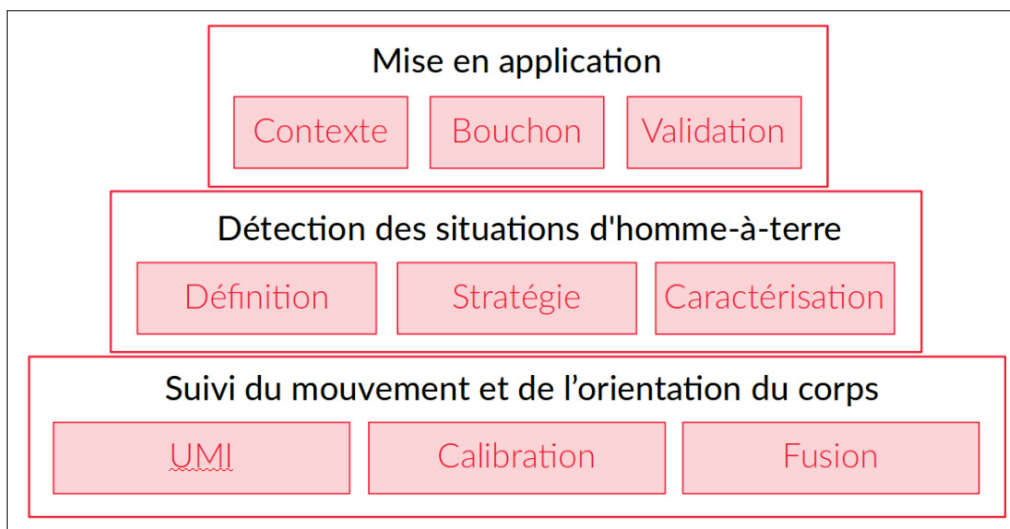 Mise en application
Contexte Bouchon Validation
Détection des situations d'homme-à-terre
Définition Stratégie Caractérisation
Suivi du mouvement et de l’orientation du corps
UMI Calibration Fusion